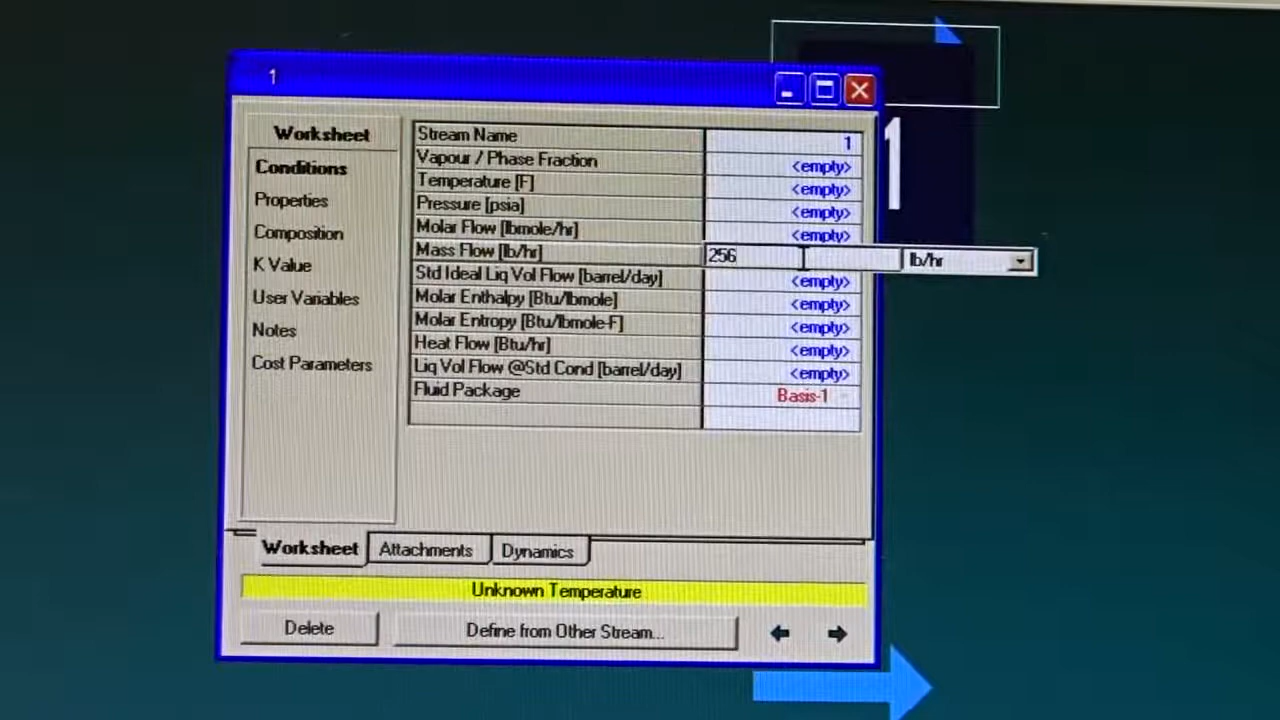 1
Worksheet
Conditions
Properties
Composition
K Value
User Variables
Notes
Cost Parameters
Stream Name 1
Vapour / Phase Fraction <empty>
Temperature [F] <empty>
Pressure [psia] <empty>
Molar Flow [lbmole/hr] <empty>
Mass Flow [lb/hr] 256 lb/hr
Std Ideal Liq Vol Flow [barrel/day] <empty>
Molar Enthalpy [Btu/lbmole] <empty>
Molar Entropy [Btu/lbmole-F] <empty>
Heat Flow [Btu/hr] <empty>
Liq Vol Flow @Std Cond [barrel/day] <empty>
Fluid Package Basis-1
Worksheet Attachments Dynamics
Unknown Temperature
Delete Define from Other Stream...
1